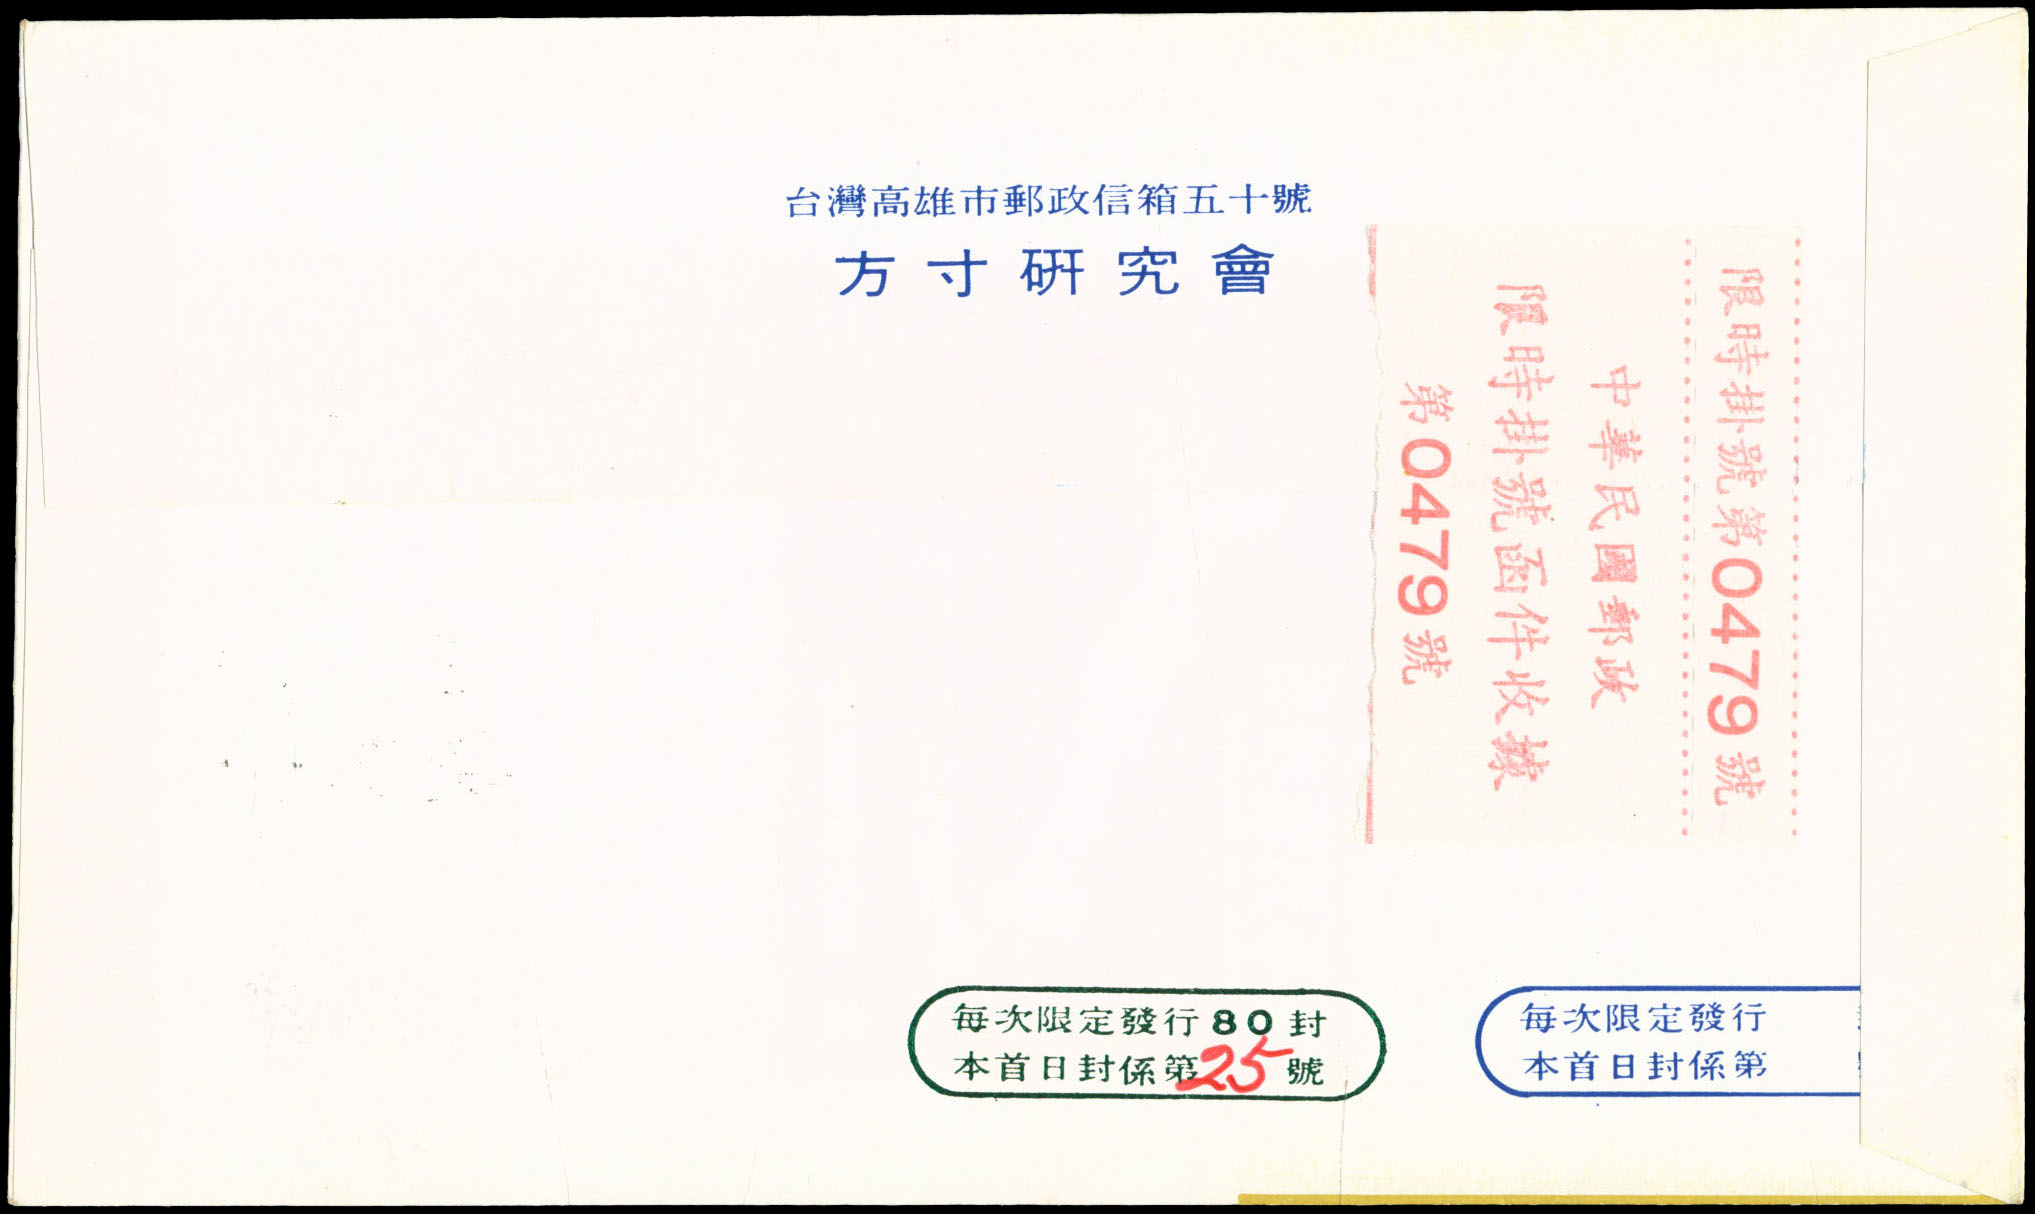 台灣高雄市郵政信箱五十號
方寸研究會
限時掛號第0479號
中華民國郵政
限時掛號函件收據
第0479號
每次限定發行80封
本首日封係第25號
每次限定發行
本首日封係第